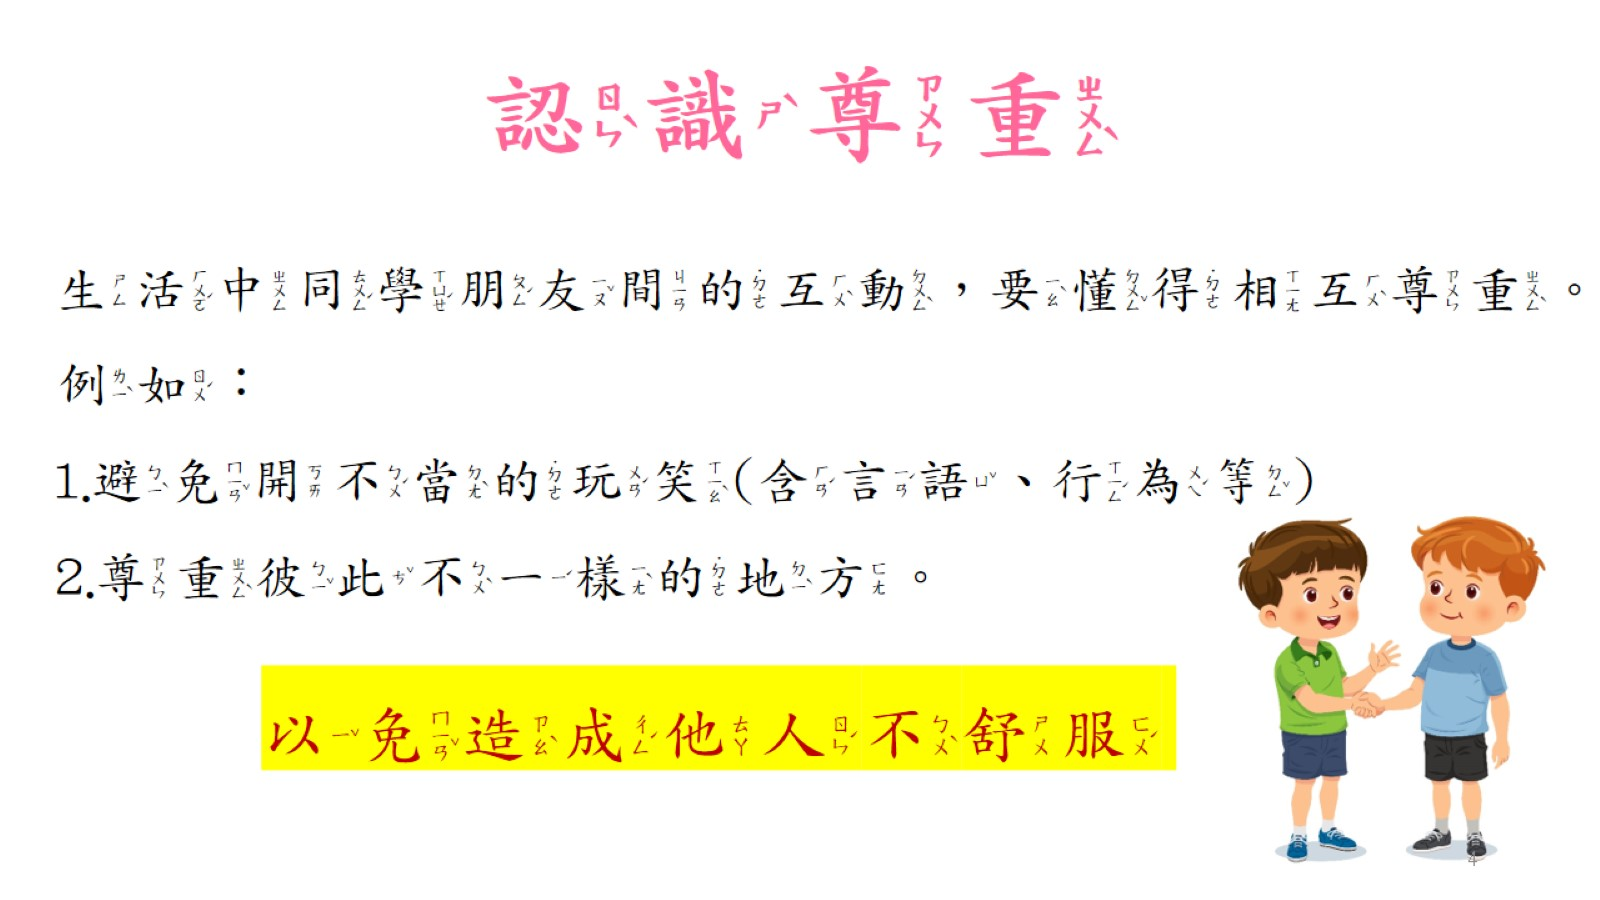 認識尊重
生活中同學朋友間的互動，要懂得相互尊重。
例如：
1.避免開不當的玩笑(含言語、行為等)
2.尊重彼此不一樣的地方。
以免造成他人不舒服
4